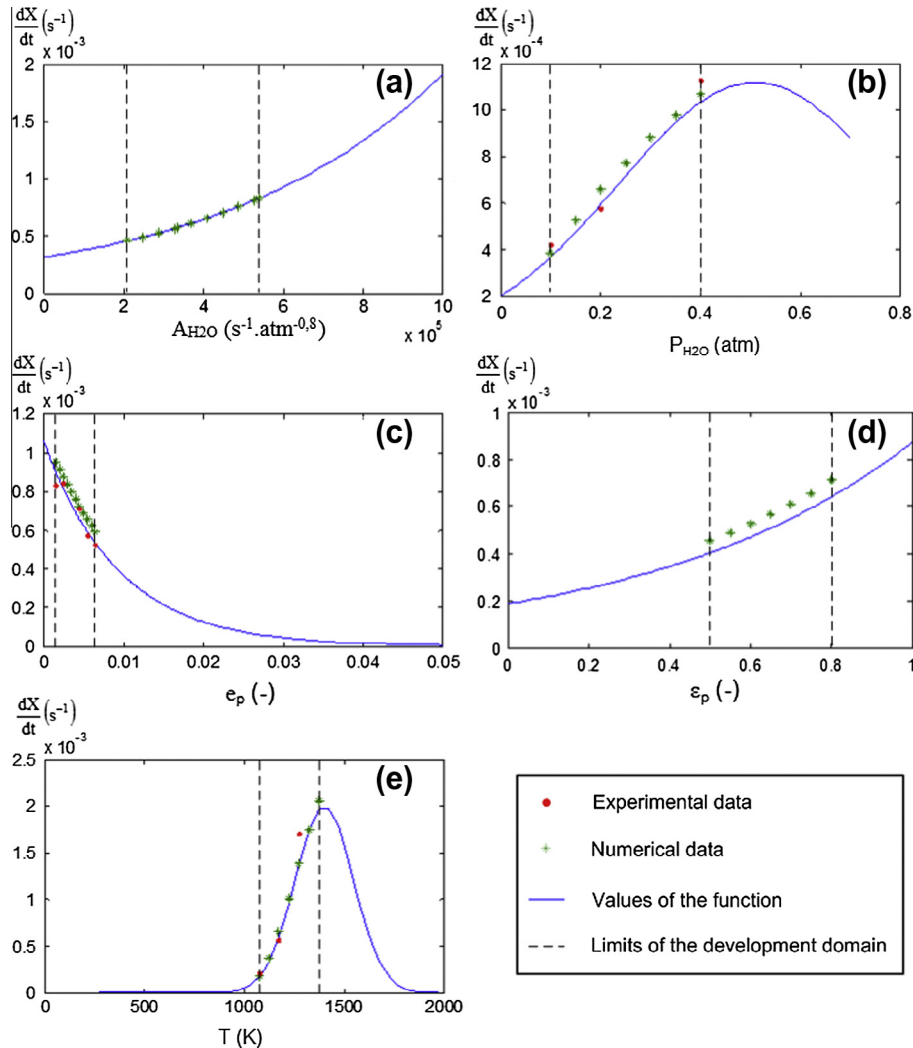 dX/dt (s⁻¹)
× 10⁻³
(a)
2
1.5
1
0.5
0
0 2 4 6 8 10
A_H2O (s⁻¹.atm⁻⁰,⁸)
× 10⁵
dX/dt (s⁻¹)
× 10⁻⁴
(b)
12
10
8
6
4
2
0 0.2 0.4 0.6 0.8
P_H2O (atm)
dX/dt (s⁻¹)
× 10⁻³
(c)
1.2
1
0.8
0.6
0.4
0.2
0
0 0.01 0.02 0.03 0.04 0.05
e_p (-)
dX/dt (s⁻¹)
× 10⁻³
(d)
1
0.8
0.6
0.4
0.2
0
0 0.2 0.4 0.6 0.8 1
ε_p (-)
dX/dt (s⁻¹)
× 10⁻³
(e)
2.5
2
1.5
1
0.5
0
0 500 1000 1500 2000
T (K)
Experimental data
Numerical data
Values of the function
Limits of the development domain